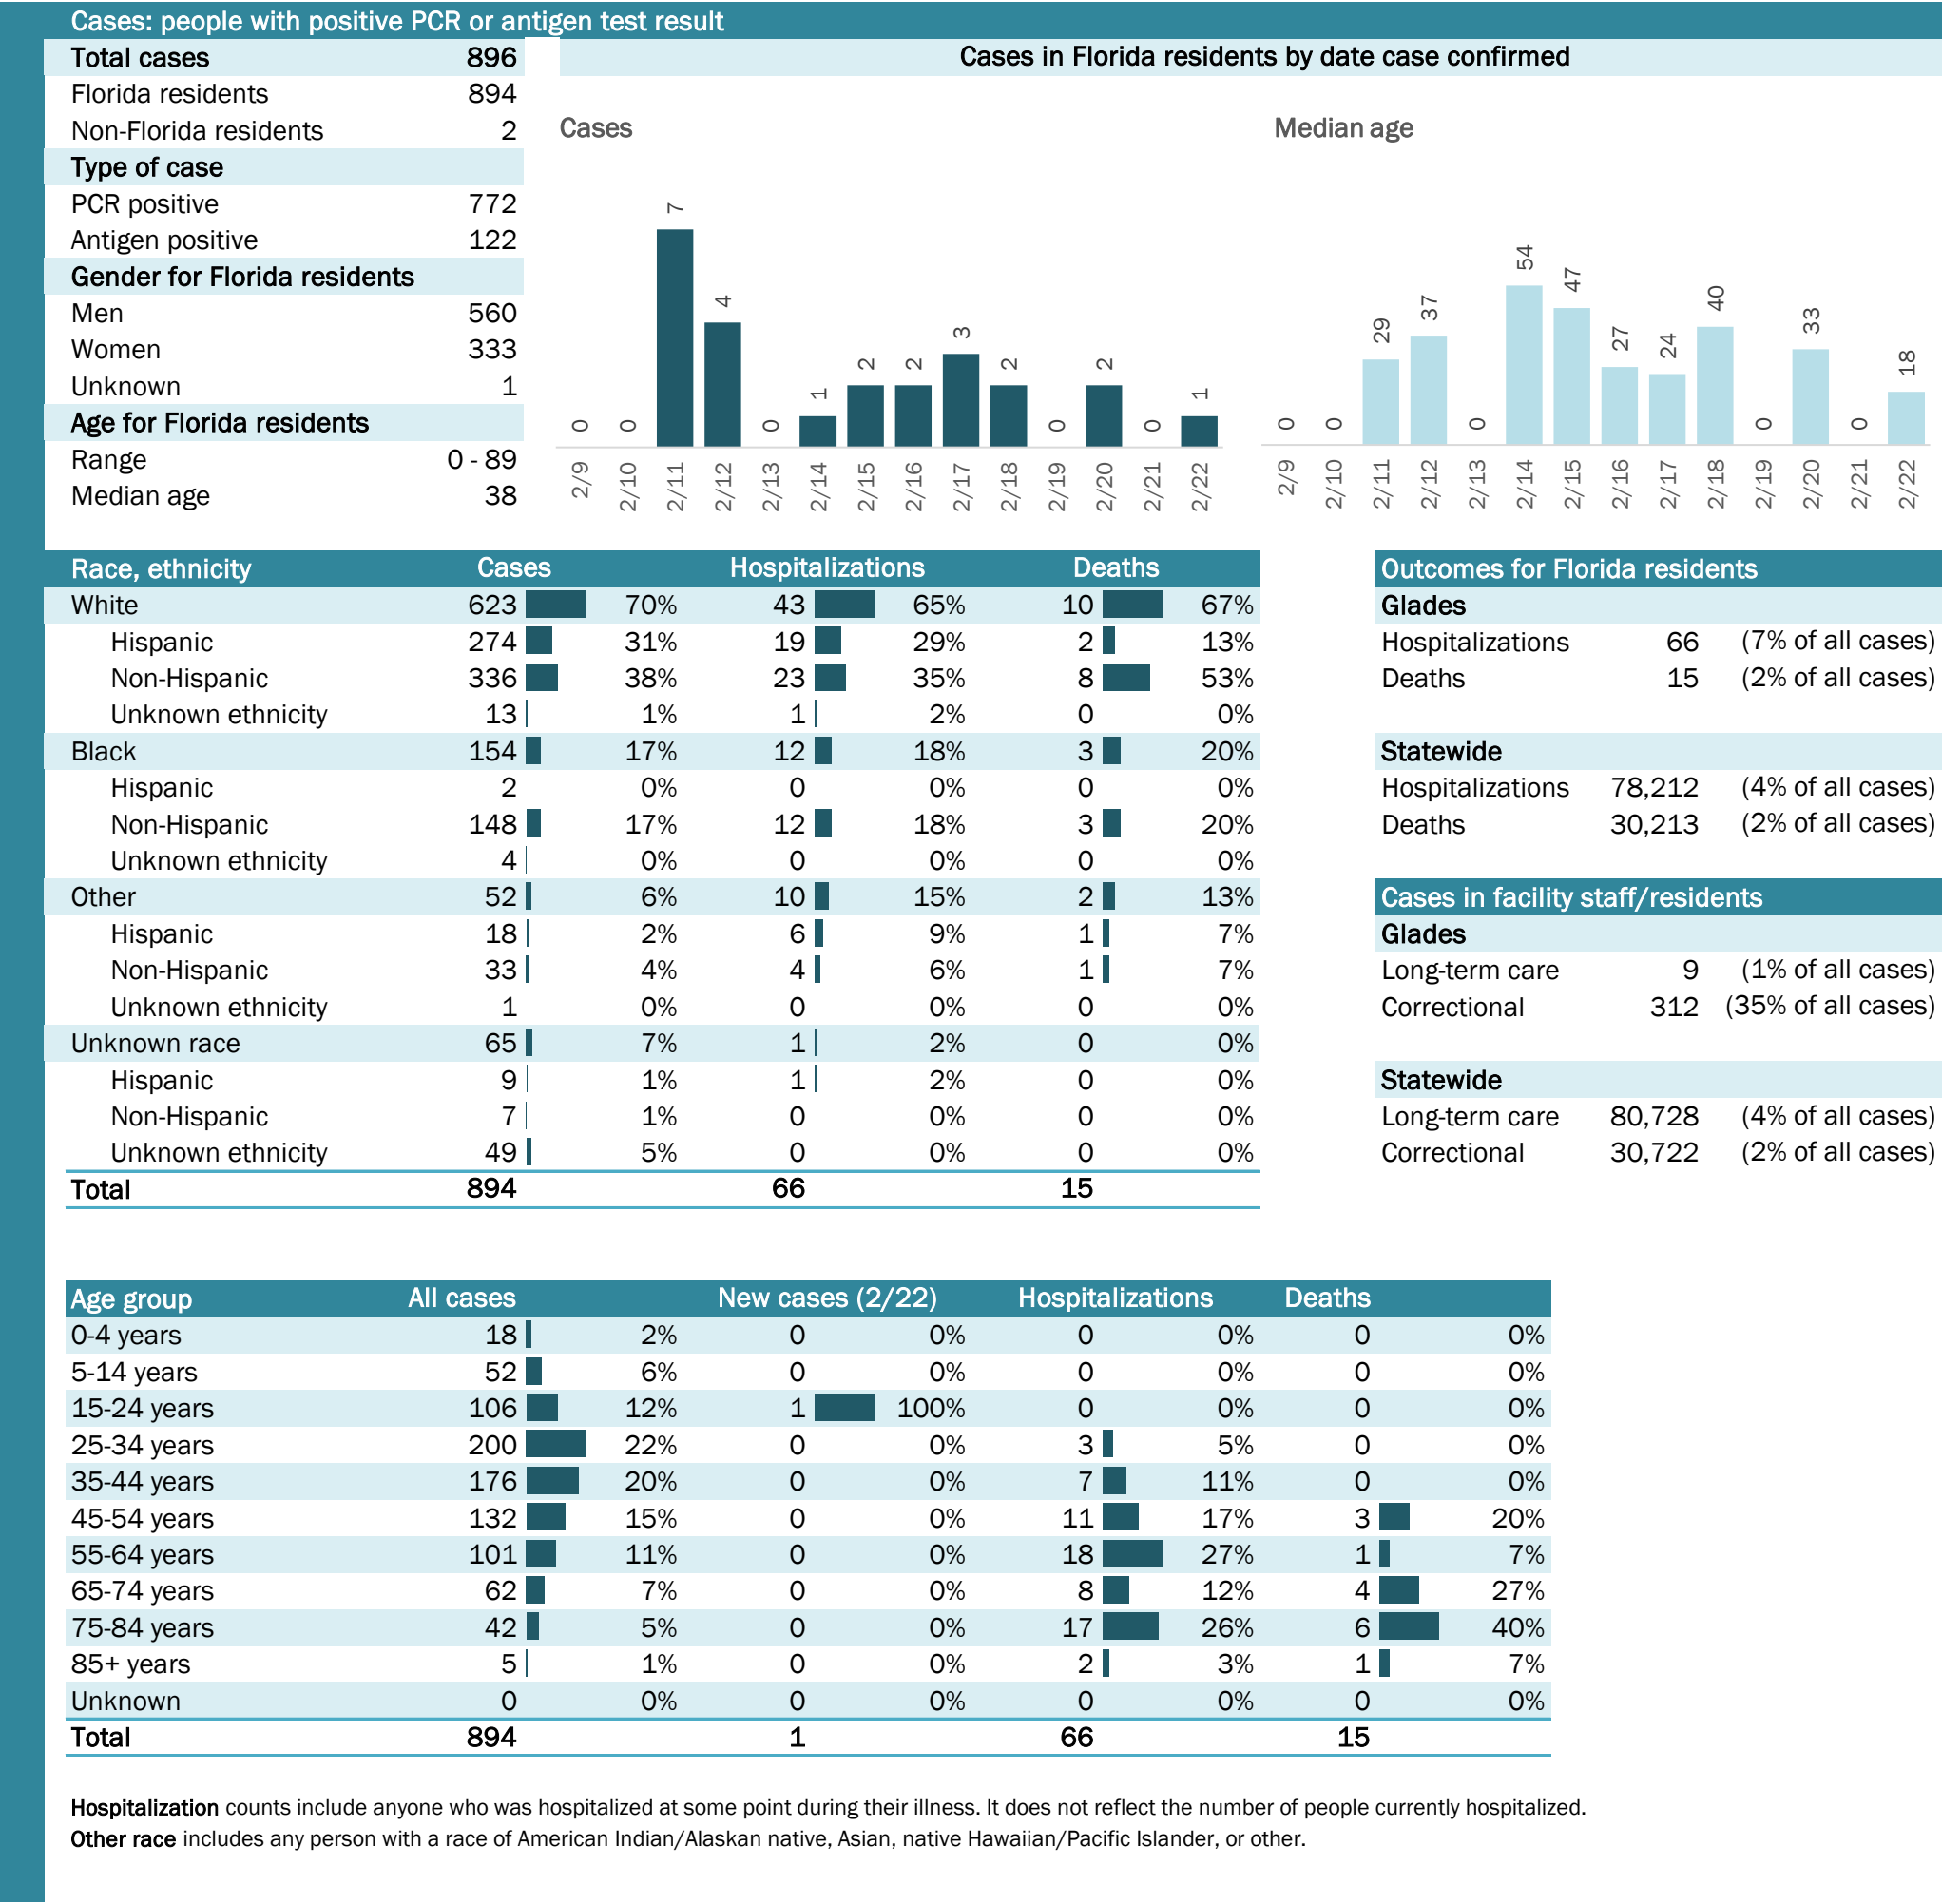 Cases: people with positive PCR or antigen test result
Total cases 896
Florida residents 894
Non-Florida residents 2
Type of case
PCR positive 772
Antigen positive 122
Gender for Florida residents
Men 560
Women 333
Unknown 1
Age for Florida residents
Range 0 - 89
Median age 38
Cases in Florida residents by date case confirmed
Cases
0 0 7 4 0 1 2 2 3 2 0 2 0 1
2/9 2/10 2/11 2/12 2/13 2/14 2/15 2/16 2/17 2/18 2/19 2/20 2/21 2/22
Median age
0 0 29 37 0 54 47 27 24 40 0 33 0 18
2/9 2/10 2/11 2/12 2/13 2/14 2/15 2/16 2/17 2/18 2/19 2/20 2/21 2/22
Race, ethnicity Cases Hospitalizations Deaths
White 623 70% 43 65% 10 67%
Hispanic 274 31% 19 29% 2 13%
Non-Hispanic 336 38% 23 35% 8 53%
Unknown ethnicity 13 1% 1 2% 0 0%
Black 154 17% 12 18% 3 20%
Hispanic 2 0% 0 0% 0 0%
Non-Hispanic 148 17% 12 18% 3 20%
Unknown ethnicity 4 0% 0 0% 0 0%
Other 52 6% 10 15% 2 13%
Hispanic 18 2% 6 9% 1 7%
Non-Hispanic 33 4% 4 6% 1 7%
Unknown ethnicity 1 0% 0 0% 0 0%
Unknown race 65 7% 1 2% 0 0%
Hispanic 9 1% 1 2% 0 0%
Non-Hispanic 7 1% 0 0% 0 0%
Unknown ethnicity 49 5% 0 0% 0 0%
Total 894 66 15
Outcomes for Florida residents
Glades
Hospitalizations 66 (7% of all cases)
Deaths 15 (2% of all cases)
Statewide
Hospitalizations 78,212 (4% of all cases)
Deaths 30,213 (2% of all cases)
Cases in facility staff/residents
Glades
Long-term care 9 (1% of all cases)
Correctional 312 (35% of all cases)
Statewide
Long-term care 80,728 (4% of all cases)
Correctional 30,722 (2% of all cases)
Age group All cases New cases (2/22) Hospitalizations Deaths
0-4 years 18 2% 0 0% 0 0% 0 0%
5-14 years 52 6% 0 0% 0 0% 0 0%
15-24 years 106 12% 1 100% 0 0% 0 0%
25-34 years 200 22% 0 0% 3 5% 0 0%
35-44 years 176 20% 0 0% 7 11% 0 0%
45-54 years 132 15% 0 0% 11 17% 3 20%
55-64 years 101 11% 0 0% 18 27% 1 7%
65-74 years 62 7% 0 0% 8 12% 4 27%
75-84 years 42 5% 0 0% 17 26% 6 40%
85+ years 5 1% 0 0% 2 3% 1 7%
Unknown 0 0% 0 0% 0 0% 0 0%
Total 894 1 66 15
Hospitalization counts include anyone who was hospitalized at some point during their illness. It does not reflect the number of people currently hospitalized.
Other race includes any person with a race of American Indian/Alaskan native, Asian, native Hawaiian/Pacific Islander, or other.